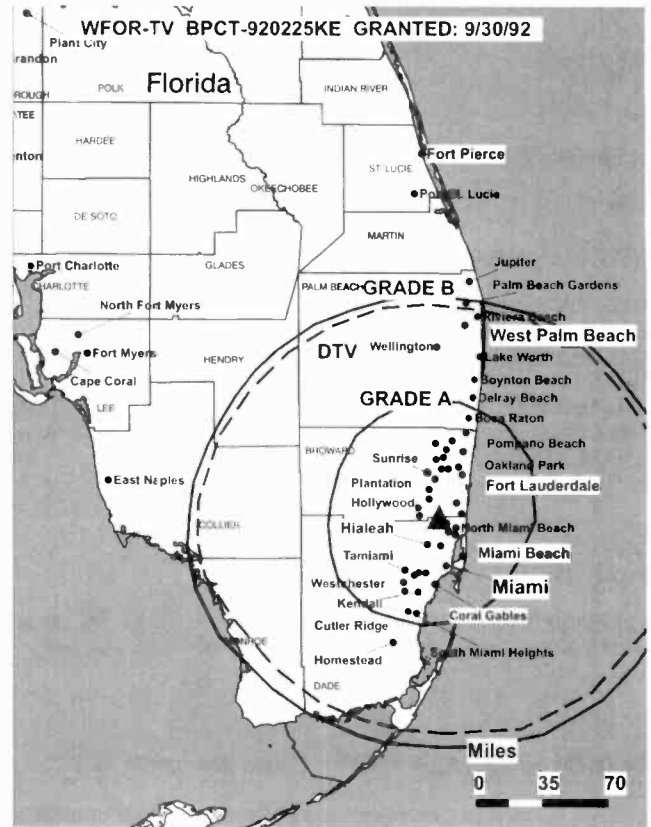 WFOR-TV BPCT-920225KE GRANTED: 9/30/92
Plant City
Florida
POLK
INDIAN RIVER
HARDEE
Fort Pierce
ST. LUCIE
HIGHLANDS
OKEECHOBEE
Lucie
DE SOTO
MARTIN
Port Charlotte
GLADES
Jupiter
CHARLOTTE
PALM BEACH
GRADE B
Palm Beach Gardens
North Fort Myers
Riviera Beach
West Palm Beach
DTV
Wellington
Fort Myers
HENDRY
Lake Worth
Cape Coral
Boynton Beach
LEE
GRADE A
Delray Beach
Boca Raton
BROWARD
Pompano Beach
Sunrise
Oakland Park
East Naples
Plantation
Fort Lauderdale
Hollywood
COLLIER
Hialeah
North Miami Beach
Tamiami
Miami Beach
Westchester
Miami
Kendall
Coral Gables
Cutler Ridge
MONROE
Homestead
South Miami Heights
DADE
Miles
0 35 70